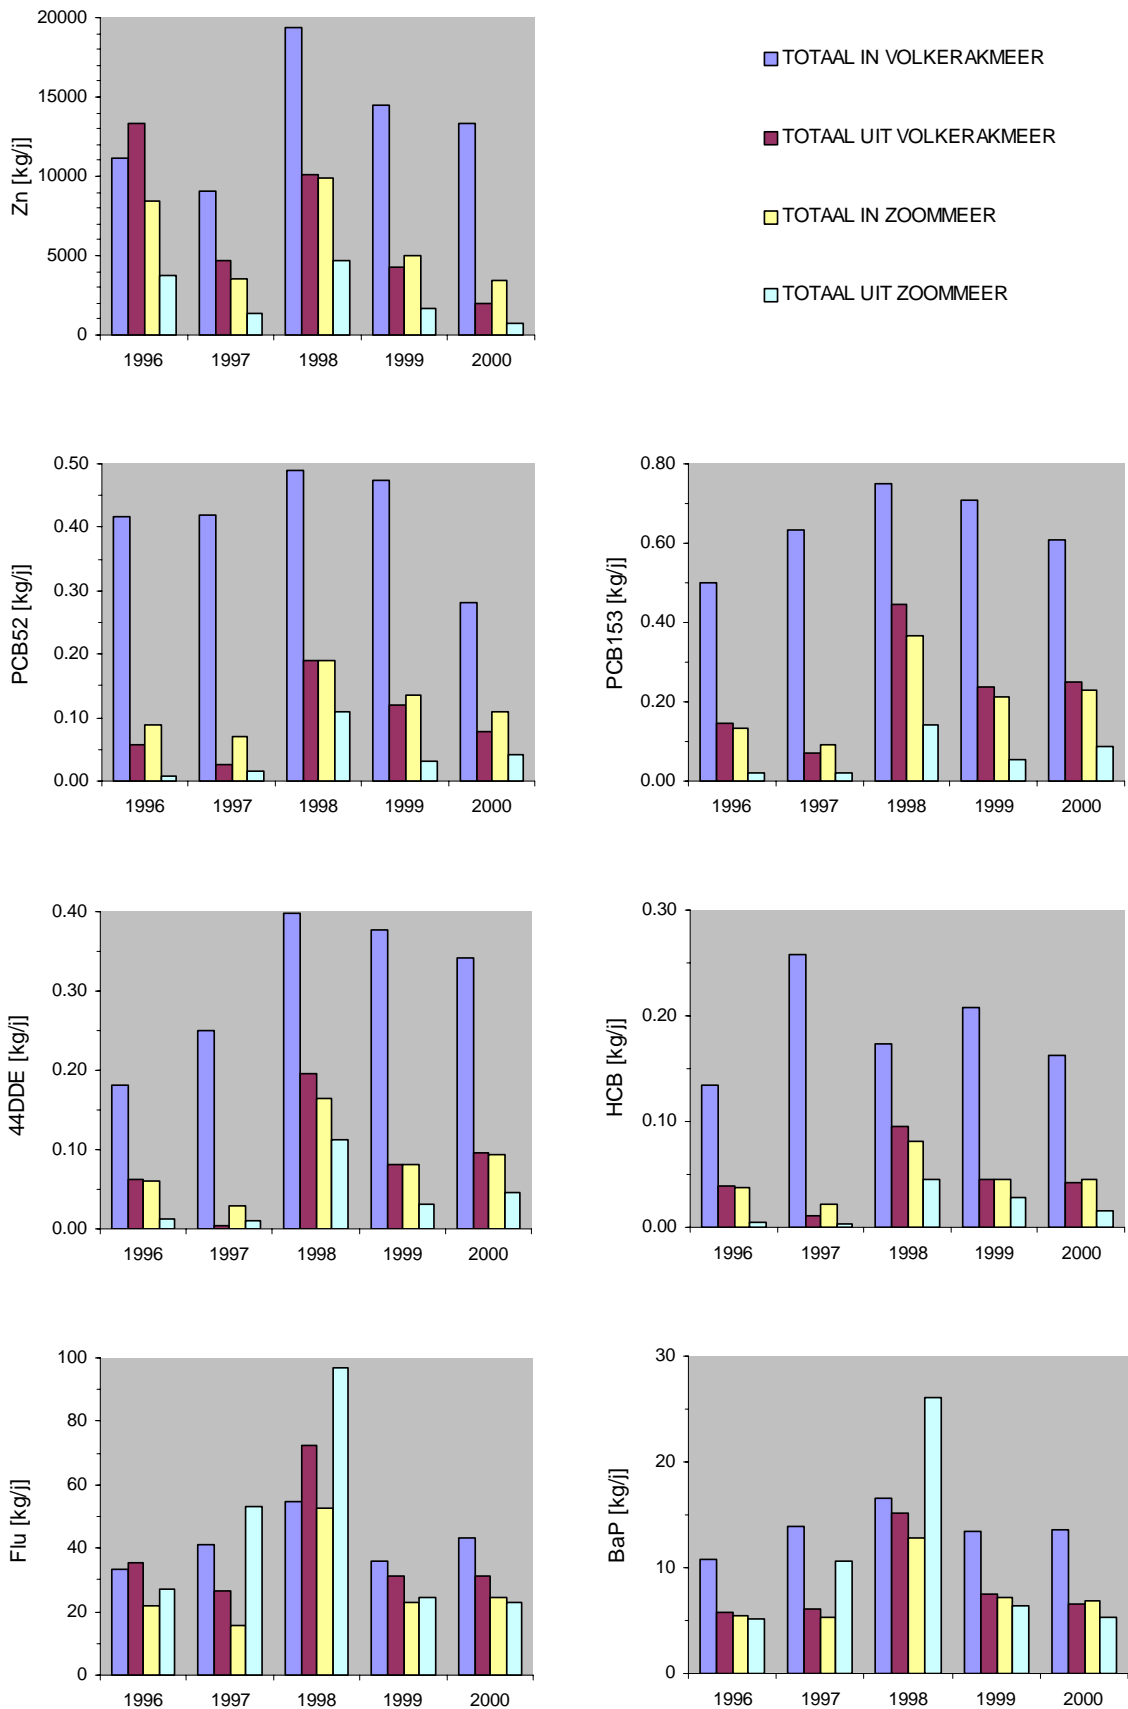 Zn [kg/j]
20000
15000
10000
5000
0
1996 1997 1998 1999 2000
TOTAAL IN VOLKERAKMEER
TOTAAL UIT VOLKERAKMEER
TOTAAL IN ZOOMMEER
TOTAAL UIT ZOOMMEER
PCB52 [kg/j]
0.50
0.40
0.30
0.20
0.10
0.00
1996 1997 1998 1999 2000
PCB153 [kg/j]
0.80
0.60
0.40
0.20
0.00
1996 1997 1998 1999 2000
44DDE [kg/j]
0.40
0.30
0.20
0.10
0.00
1996 1997 1998 1999 2000
HCB [kg/j]
0.30
0.20
0.10
0.00
1996 1997 1998 1999 2000
Flu [kg/j]
100
80
60
40
20
0
1996 1997 1998 1999 2000
BaP [kg/j]
30
20
10
0
1996 1997 1998 1999 2000